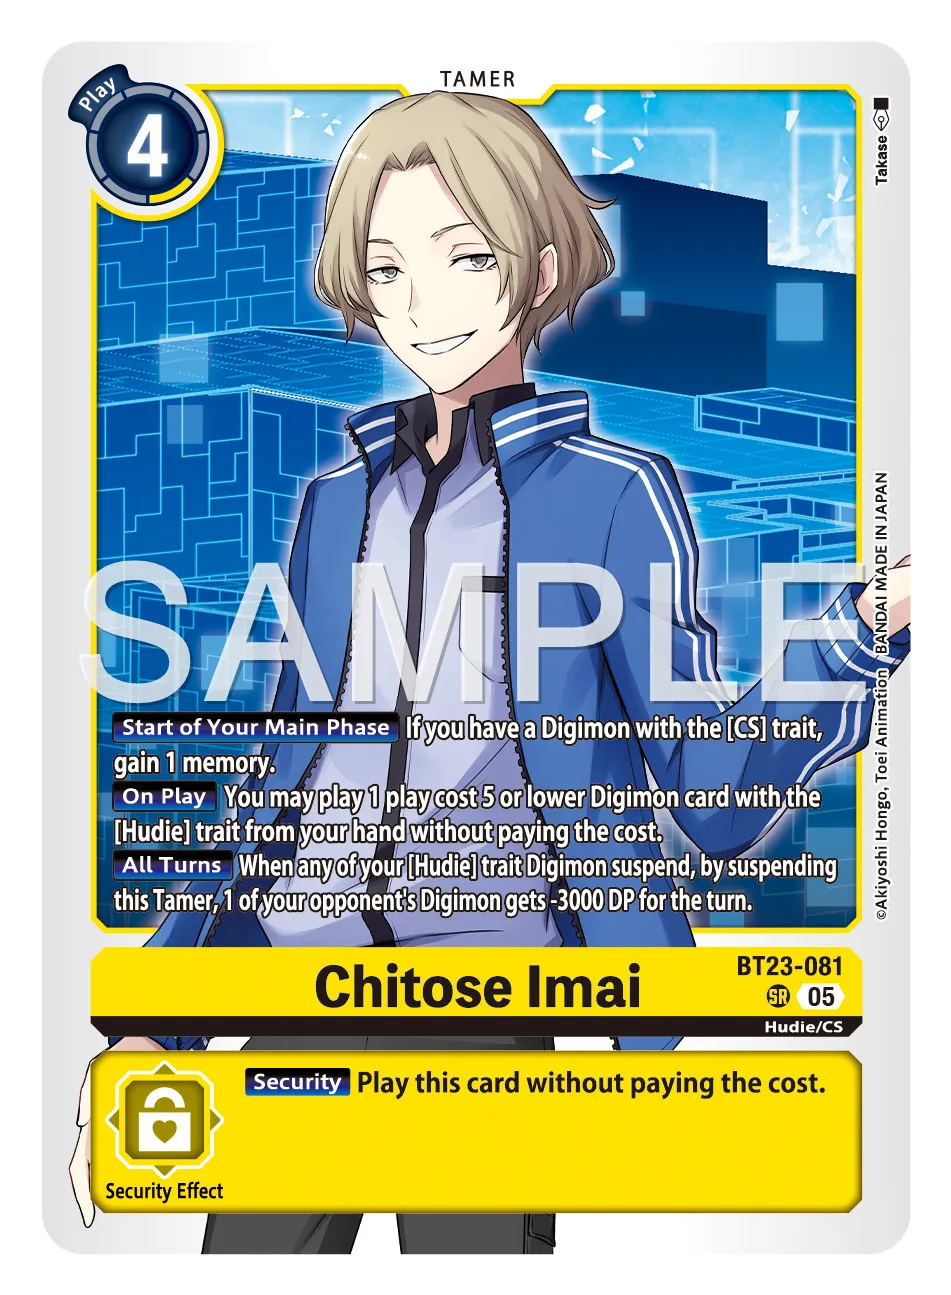 TAMER
Play
4
Takase
SAMPLE
Start of Your Main Phase If you have a Digimon with the [CS] trait,
gain 1 memory.
On Play You may play 1 play cost 5 or lower Digimon card with the
[Hudie] trait from your hand without paying the cost.
All Turns When any of your [Hudie] trait Digimon suspend, by suspending
this Tamer, 1 of your opponent's Digimon gets -3000 DP for the turn.
©Akiyoshi Hongo, Toei Animation BANDAI MADE IN JAPAN
Chitose Imai
BT23-081
SR 05
Hudie/CS
Security Play this card without paying the cost.
Security Effect